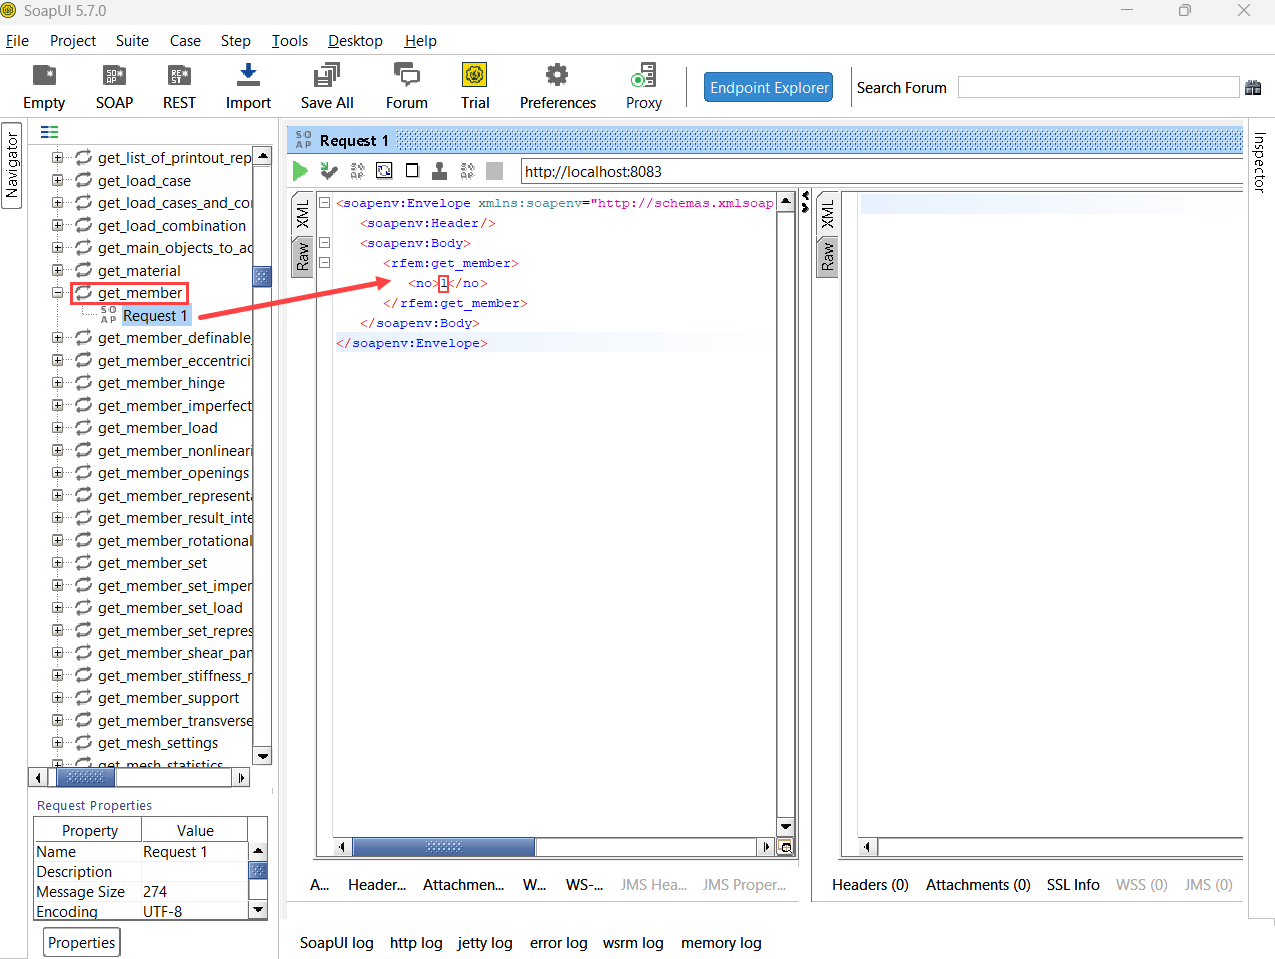 SoapUI 5.7.0
File Project Suite Case Step Tools Desktop Help
Empty SOAP REST Import Save All Forum Trial Preferences Proxy Endpoint Explorer Search Forum
Navigator
get_list_of_printout_rep
get_load_case
get_load_cases_and_co
get_load_combination
get_main_objects_to_ac
get_material
get_member
Request 1
get_member_definable_
get_member_eccentrici
get_member_hinge
get_member_imperfect
get_member_load
get_member_nonlineari
get_member_openings
get_member_represent
get_member_result_inte
get_member_rotational
get_member_set
get_member_set_imper
get_member_set_load
get_member_set_repres
get_member_shear_pan
get_member_stiffness_r
get_member_support
get_member_transverse
get_mesh_settings
get_mesh_statistics
Request Properties
Property Value
Name Request 1
Description
Message Size 274
Encoding UTF-8
Properties
SOAP Request 1
http://localhost:8083
XML
Raw
<soapenv:Envelope xmlns:soapenv="http://schemas.xmlsoap
<soapenv:Header/>
<soapenv:Body>
<rfem:get_member>
<no>1</no>
</rfem:get_member>
</soapenv:Body>
</soapenv:Envelope>
A... Header... Attachmen... W... WS-... JMS Hea... JMS Proper...
XML
Raw
Headers (0) Attachments (0) SSL Info WSS (0) JMS (0)
Inspector
SoapUI log http log jetty log error log wsrm log memory log